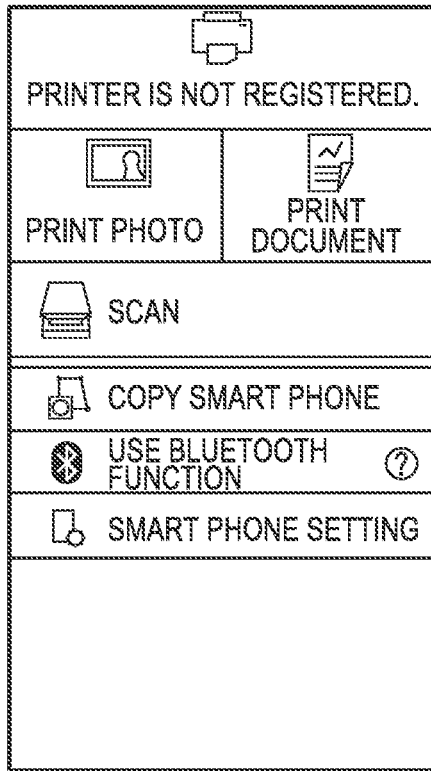 PRINTER IS NOT REGISTERED.
PRINT PHOTO
PRINT
DOCUMENT
SCAN
COPY SMART PHONE
USE BLUETOOTH
FUNCTION
?
SMART PHONE SETTING